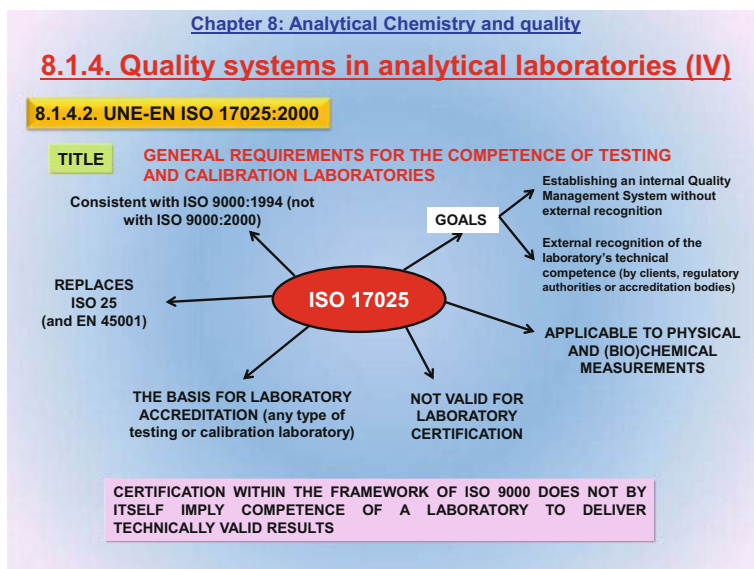 Chapter 8: Analytical Chemistry and quality
8.1.4. Quality systems in analytical laboratories (IV)
8.1.4.2. UNE-EN ISO 17025:2000
TITLE
GENERAL REQUIREMENTS FOR THE COMPETENCE OF TESTING
AND CALIBRATION LABORATORIES
Consistent with ISO 9000:1994 (not
with ISO 9000:2000)
GOALS
Establishing an internal Quality
Management System without
external recognition
External recognition of the
laboratory's technical
competence (by clients, regulatory
authorities or accreditation bodies)
REPLACES
ISO 25
(and EN 45001)
ISO 17025
APPLICABLE TO PHYSICAL
AND (BIO)CHEMICAL
MEASUREMENTS
THE BASIS FOR LABORATORY
ACCREDITATION (any type of
testing or calibration laboratory)
NOT VALID FOR
LABORATORY
CERTIFICATION
CERTIFICATION WITHIN THE FRAMEWORK OF ISO 9000 DOES NOT BY
ITSELF IMPLY COMPETENCE OF A LABORATORY TO DELIVER
TECHNICALLY VALID RESULTS